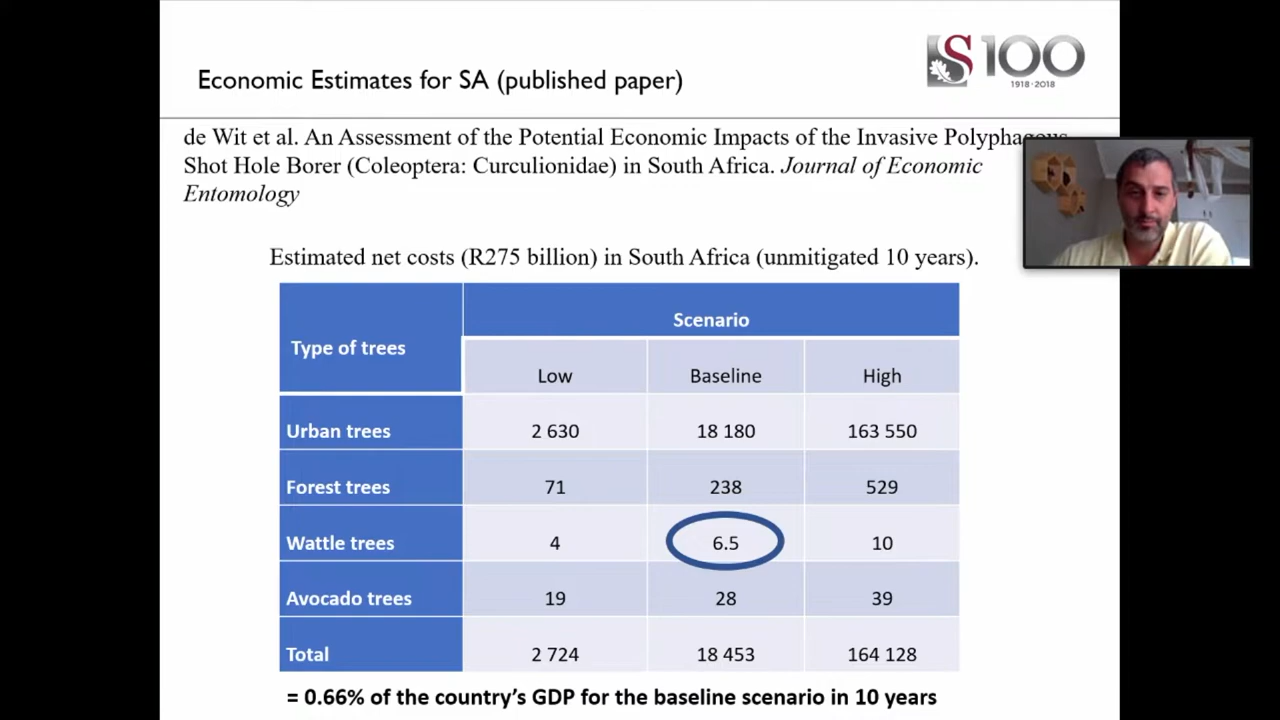 S100
1918·2018
Economic Estimates for SA (published paper)
de Wit et al. An Assessment of the Potential Economic Impacts of the Invasive Polyphagous
Shot Hole Borer (Coleoptera: Curculionidae) in South Africa. Journal of Economic
Entomology
Estimated net costs (R275 billion) in South Africa (unmitigated 10 years).
Type of trees
Scenario
Low Baseline High
Urban trees 2 630 18 180 163 550
Forest trees 71 238 529
Wattle trees 4 6.5 10
Avocado trees 19 28 39
Total 2 724 18 453 164 128
= 0.66% of the country's GDP for the baseline scenario in 10 years